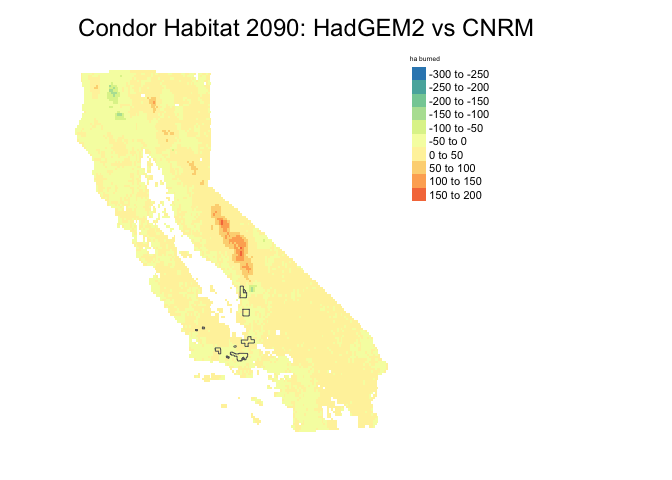 Condor Habitat 2090: HadGEM2 vs CNRM
ha burned
-300 to -250
-250 to -200
-200 to -150
-150 to -100
-100 to -50
-50 to 0
0 to 50
50 to 100
100 to 150
150 to 200